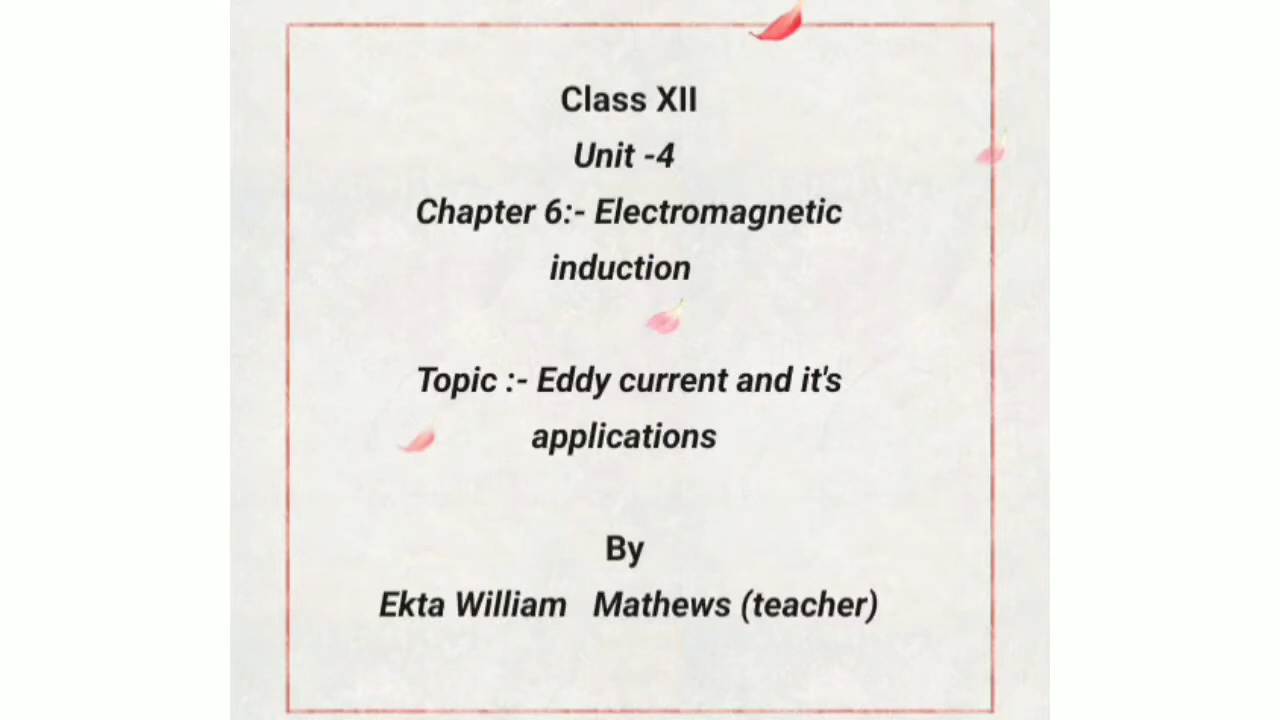 Class XII
Unit -4
Chapter 6:- Electromagnetic
induction
Topic :- Eddy current and it's
applications
By
Ekta William   Mathews (teacher)